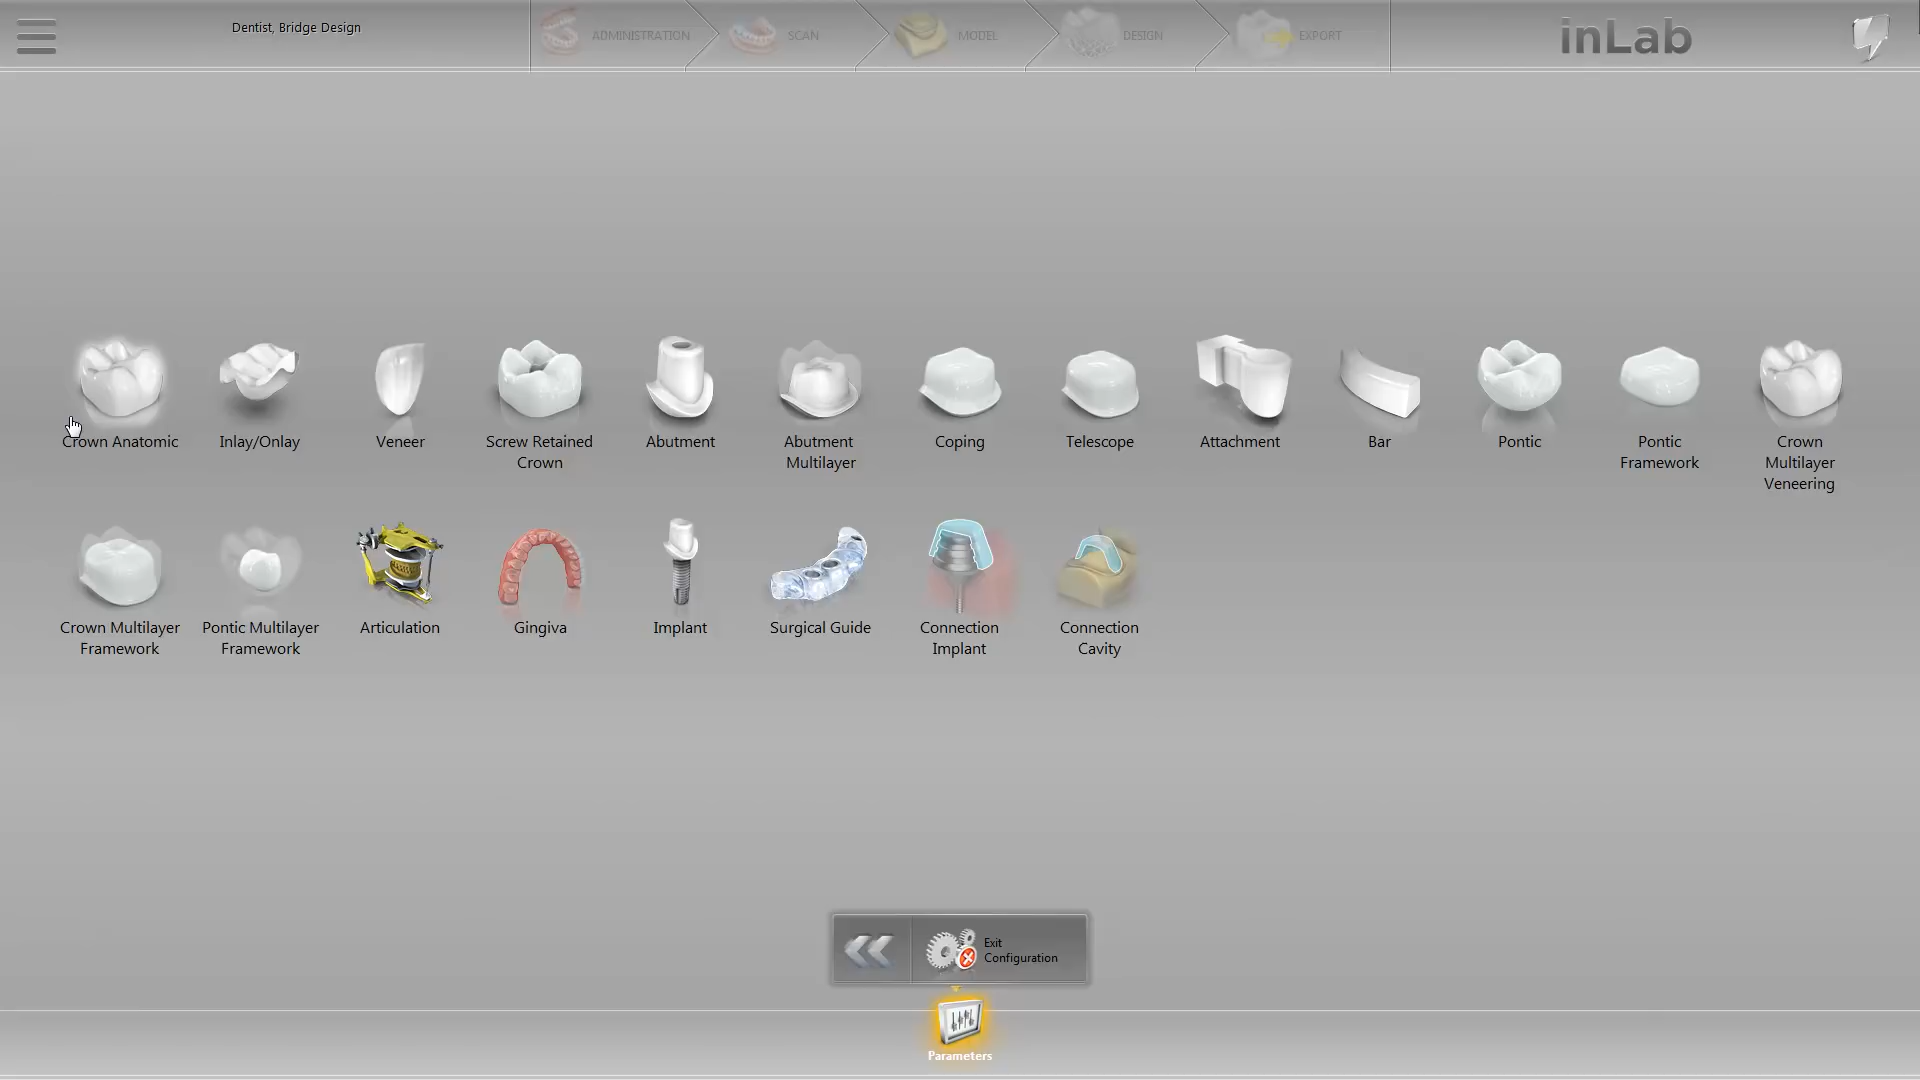 Dentist, Bridge Design
ADMINISTRATION
SCAN
MODEL
DESIGN
EXPORT
inLab
Crown Anatomic
Inlay/Onlay
Veneer
Screw Retained
Crown
Abutment
Abutment
Multilayer
Coping
Telescope
Attachment
Bar
Pontic
Pontic
Framework
Crown
Multilayer
Veneering
Crown Multilayer
Framework
Pontic Multilayer
Framework
Articulation
Gingiva
Implant
Surgical Guide
Connection
Implant
Connection
Cavity
Exit
Configuration
Parameters